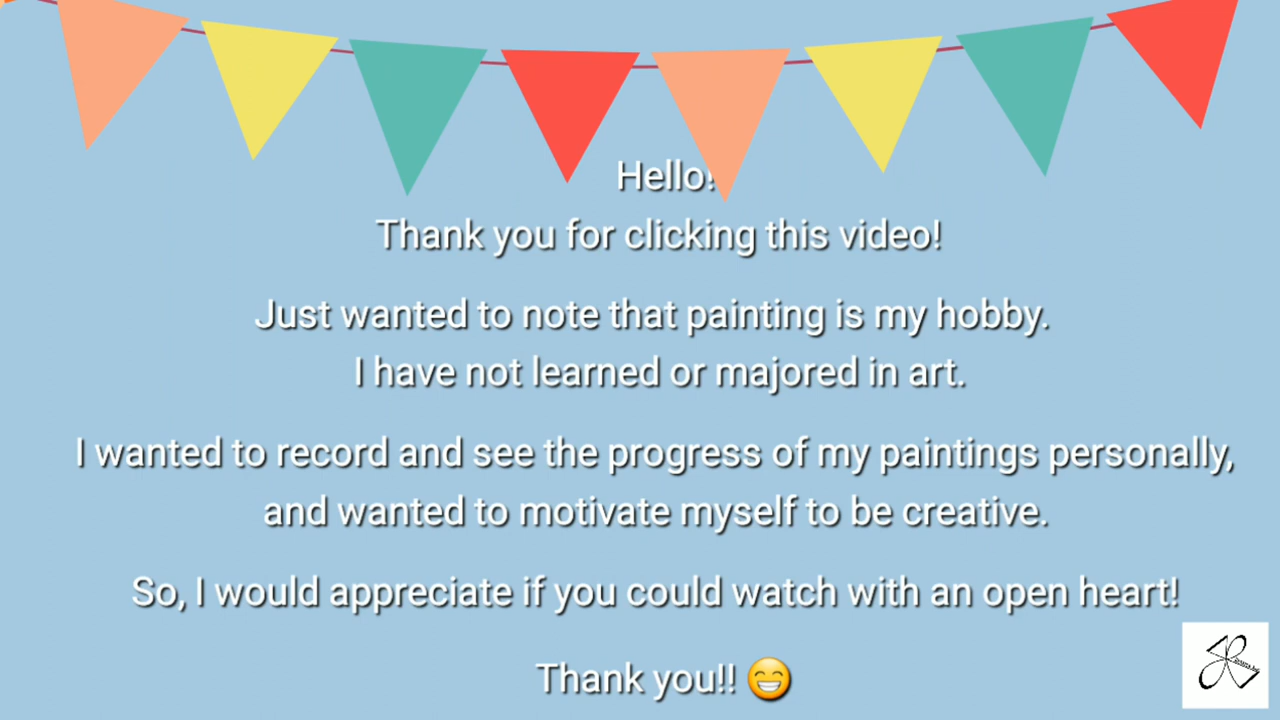 Hello!
Thank you for clicking this video!
Just wanted to note that painting is my hobby.
I have not learned or majored in art.
I wanted to record and see the progress of my paintings personally,
and wanted to motivate myself to be creative.
So, I would appreciate if you could watch with an open heart!
Thank you!! 😁